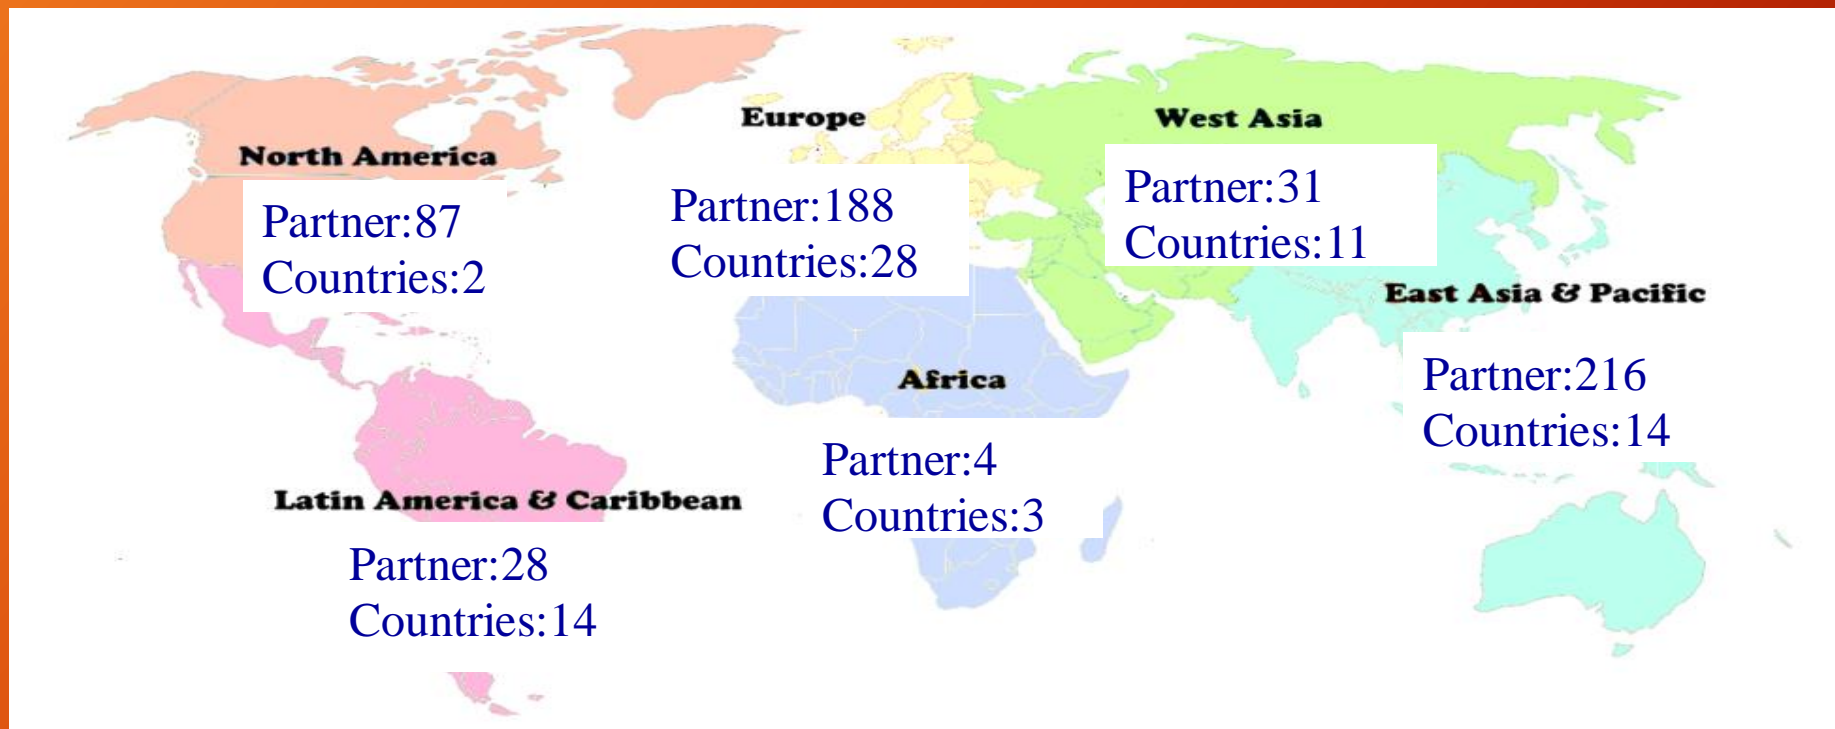 North America
Partner:87
Countries:2
Europe
Partner:188
Countries:28
West Asia
Partner:31
Countries:11
East Asia & Pacific
Partner:216
Countries:14
Africa
Partner:4
Countries:3
Latin America & Caribbean
Partner:28
Countries:14